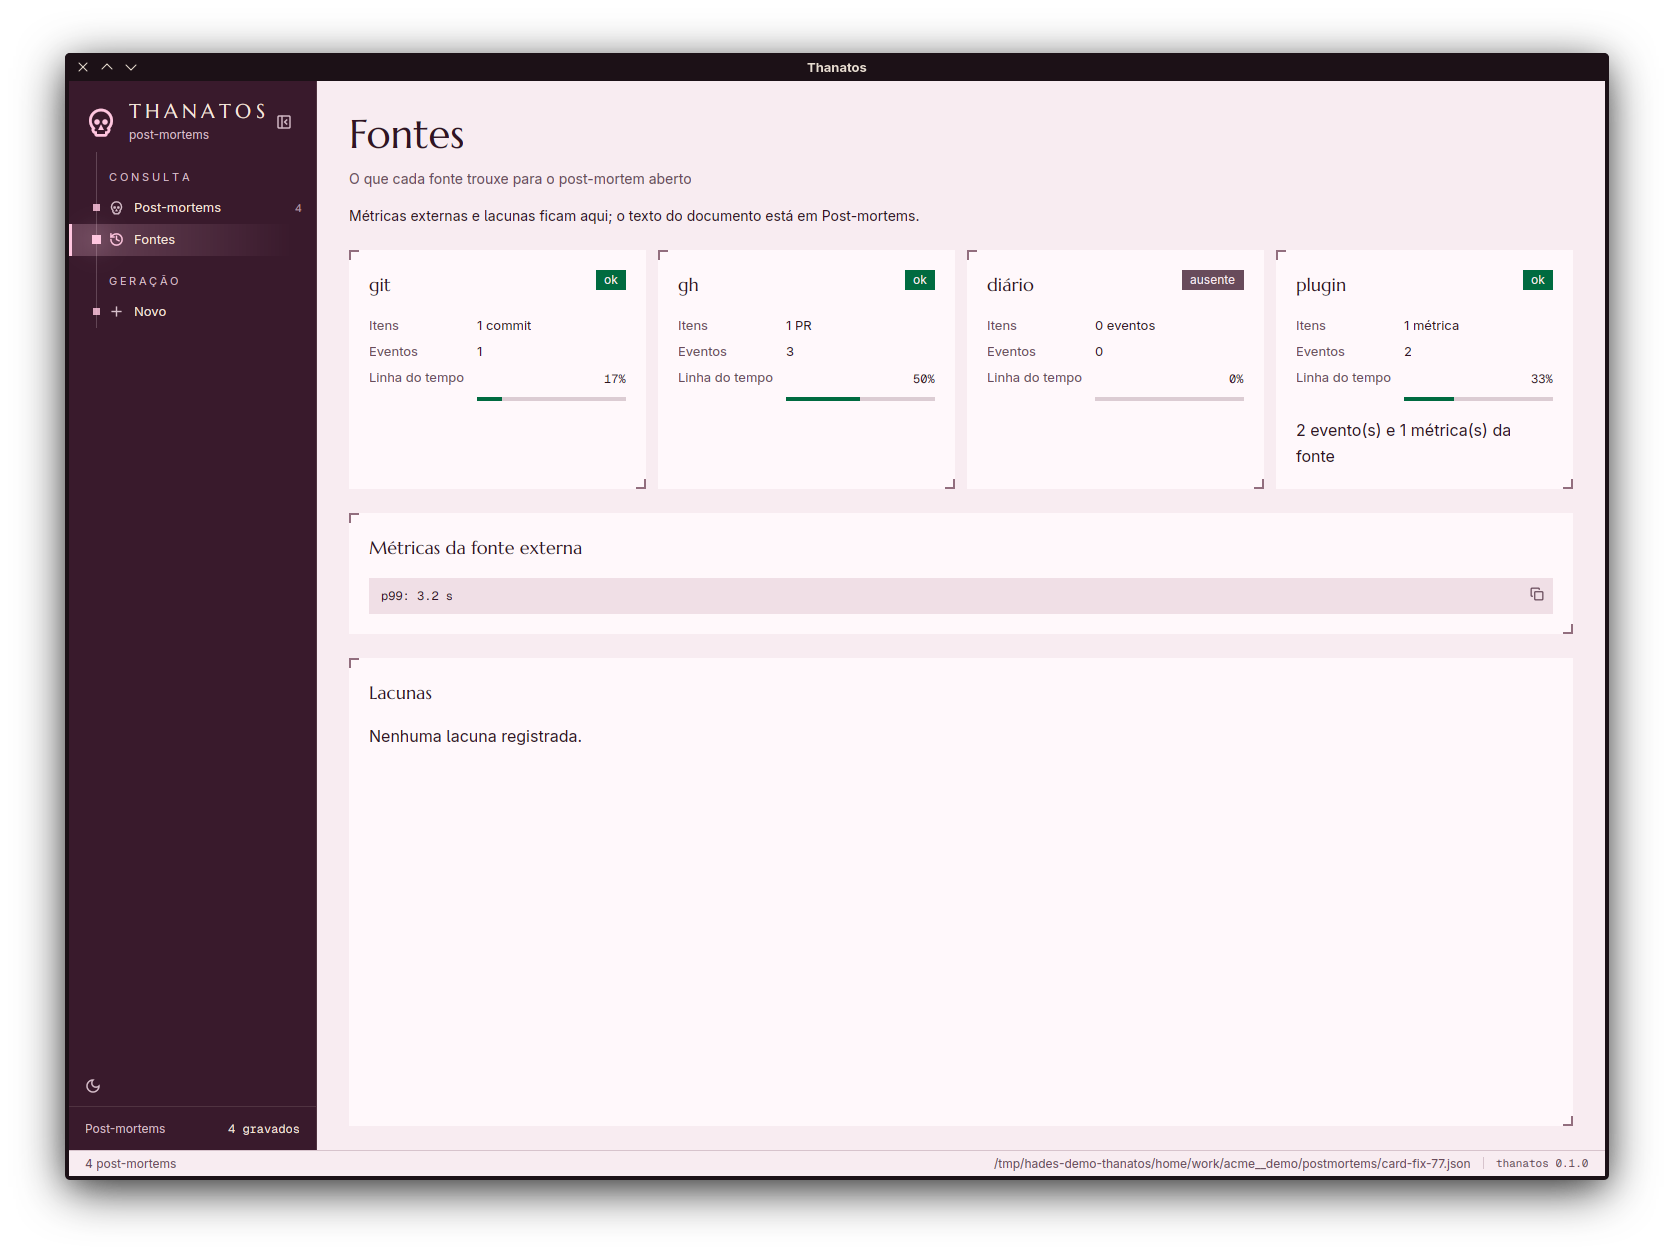 Thanatos
THANATOS
post-mortems
CONSULTA
Post-mortems 4
Fontes
GERAÇÃO
Novo
Post-mortems 4 gravados
Fontes
O que cada fonte trouxe para o post-mortem aberto
Métricas externas e lacunas ficam aqui; o texto do documento está em Post-mortems.
git ok
Itens 1 commit
Eventos 1
Linha do tempo 17%
gh ok
Itens 1 PR
Eventos 3
Linha do tempo 50%
diário ausente
Itens 0 eventos
Eventos 0
Linha do tempo 0%
plugin ok
Itens 1 métrica
Eventos 2
Linha do tempo 33%
2 evento(s) e 1 métrica(s) da
fonte
Métricas da fonte externa
p99: 3.2 s
Lacunas
Nenhuma lacuna registrada.
4 post-mortems /tmp/hades-demo-thanatos/home/work/acme__demo/postmortems/card-fix-77.json thanatos 0.1.0